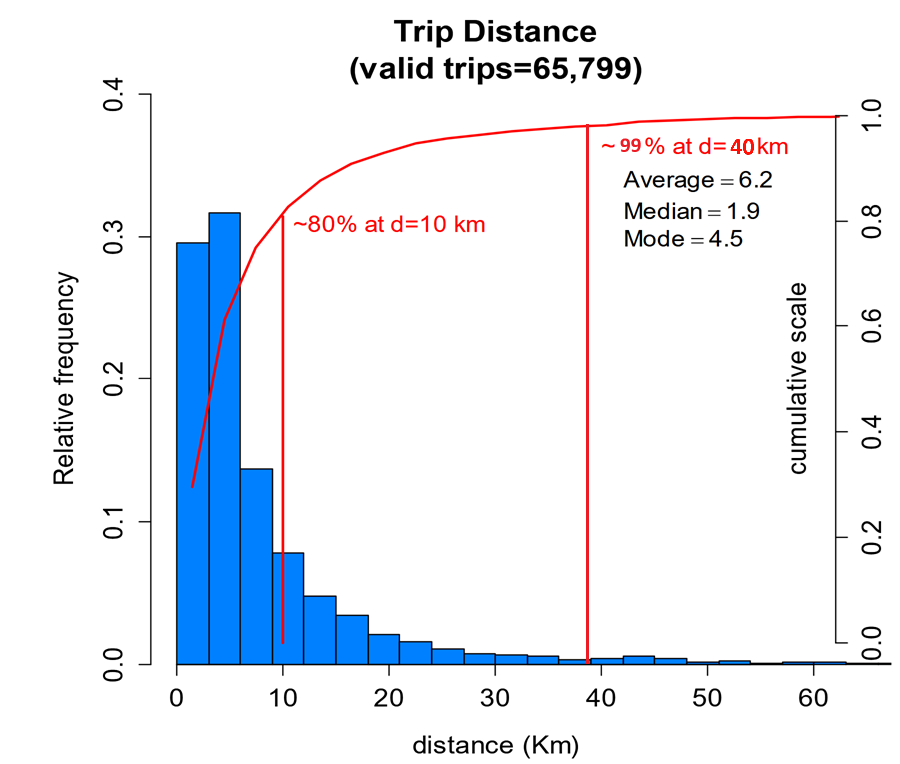 Trip Distance
(valid trips=65,799)
0.4
0.3
0.2
0.1
0.0
Relative frequency
1.0
0.8
0.6
0.4
0.2
0.0
cumulative scale
~ 99% at d= 40km
Average = 6.2
Median = 1.9
Mode = 4.5
~80% at d=10 km
0 10 20 30 40 50 60
distance (Km)